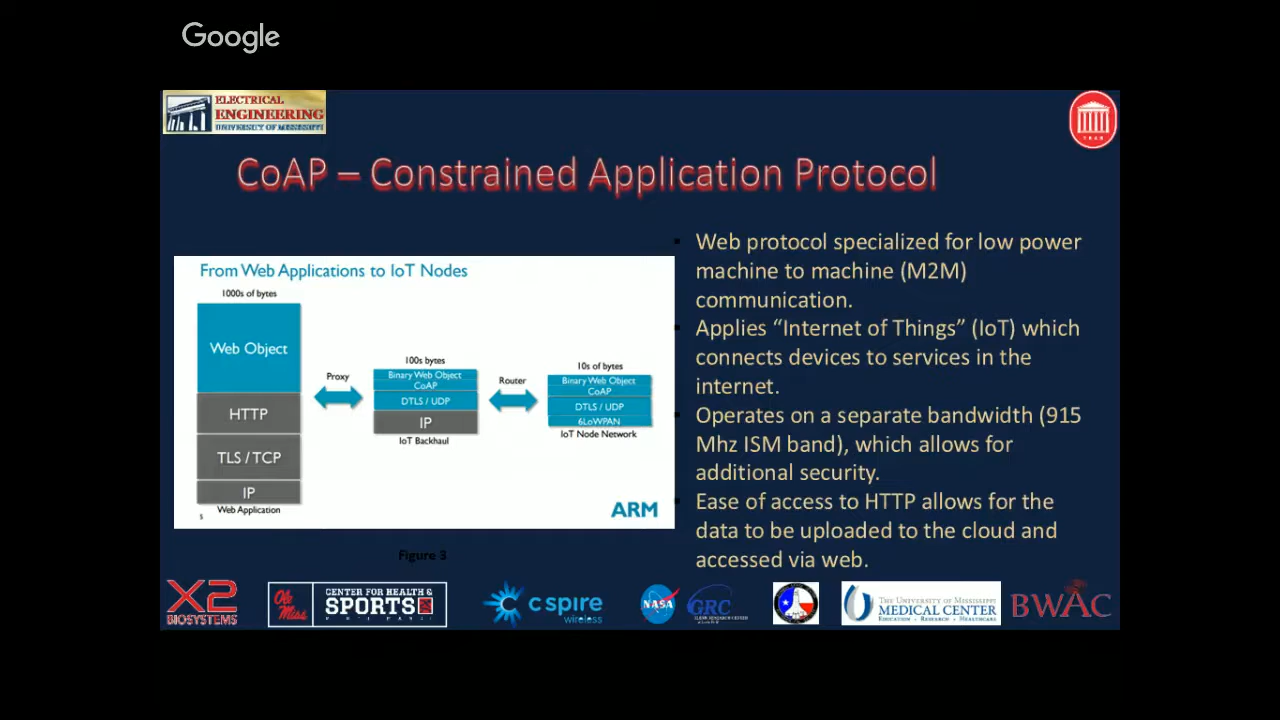 Google
ELECTRICAL
ENGINEERING
UNIVERSITY OF MISSISSIPPI
CoAP – Constrained Application Protocol
From Web Applications to IoT Nodes
1000s of bytes
Web Object
HTTP
TLS / TCP
IP
Web Application
Proxy
100s bytes
Binary Web Object
CoAP
DTLS / UDP
IP
IoT Backhaul
Router
10s of bytes
Binary Web Object
CoAP
DTLS / UDP
6LoWPAN
IoT Node Network
5
ARM
Figure 3
Web protocol specialized for low power
machine to machine (M2M)
communication.
Applies “Internet of Things” (IoT) which
connects devices to services in the
internet.
Operates on a separate bandwidth (915
Mhz ISM band), which allows for
additional security.
Ease of access to HTTP allows for the
data to be uploaded to the cloud and
accessed via web.
X2
BIOSYSTEMS
Ole Miss
CENTER FOR HEALTH &
SPORTS
c spire
wireless
NASA
GRC
THE UNIVERSITY OF MISSISSIPPI
MEDICAL CENTER
EDUCATION • RESEARCH • HEALTHCARE
BWAC